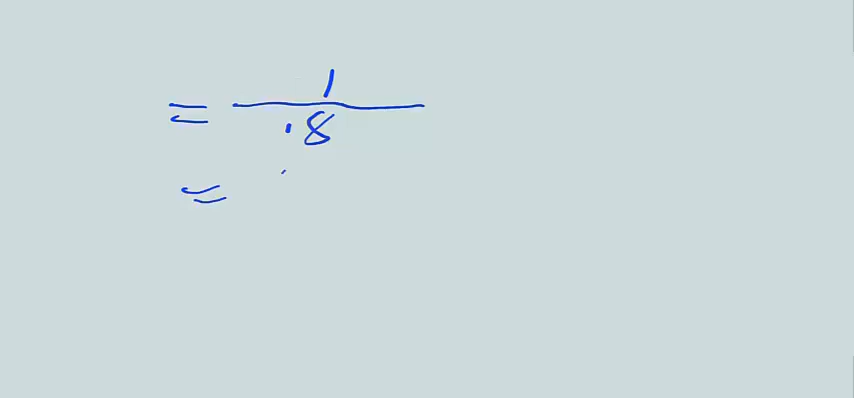 = 1/.8
=